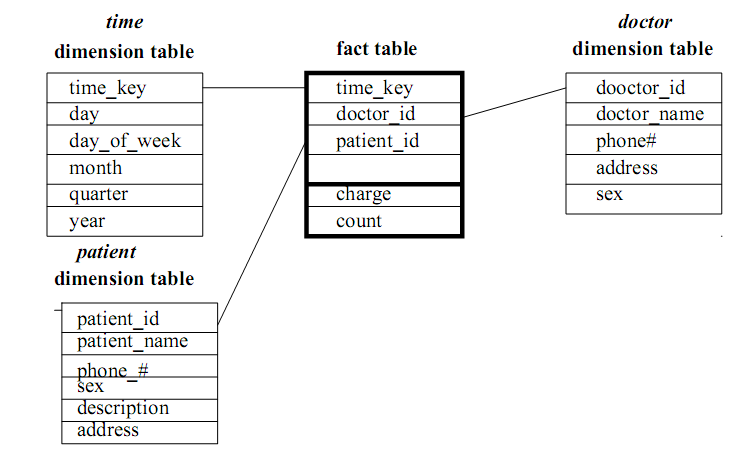 time
dimension table
time_key
day
day_of_week
month
quarter
year
fact table
time_key
doctor_id
patient_id
charge
count
doctor
dimension table
dooctor_id
doctor_name
phone#
address
sex
patient
dimension table
patient_id
patient_name
phone_#
sex
description
address